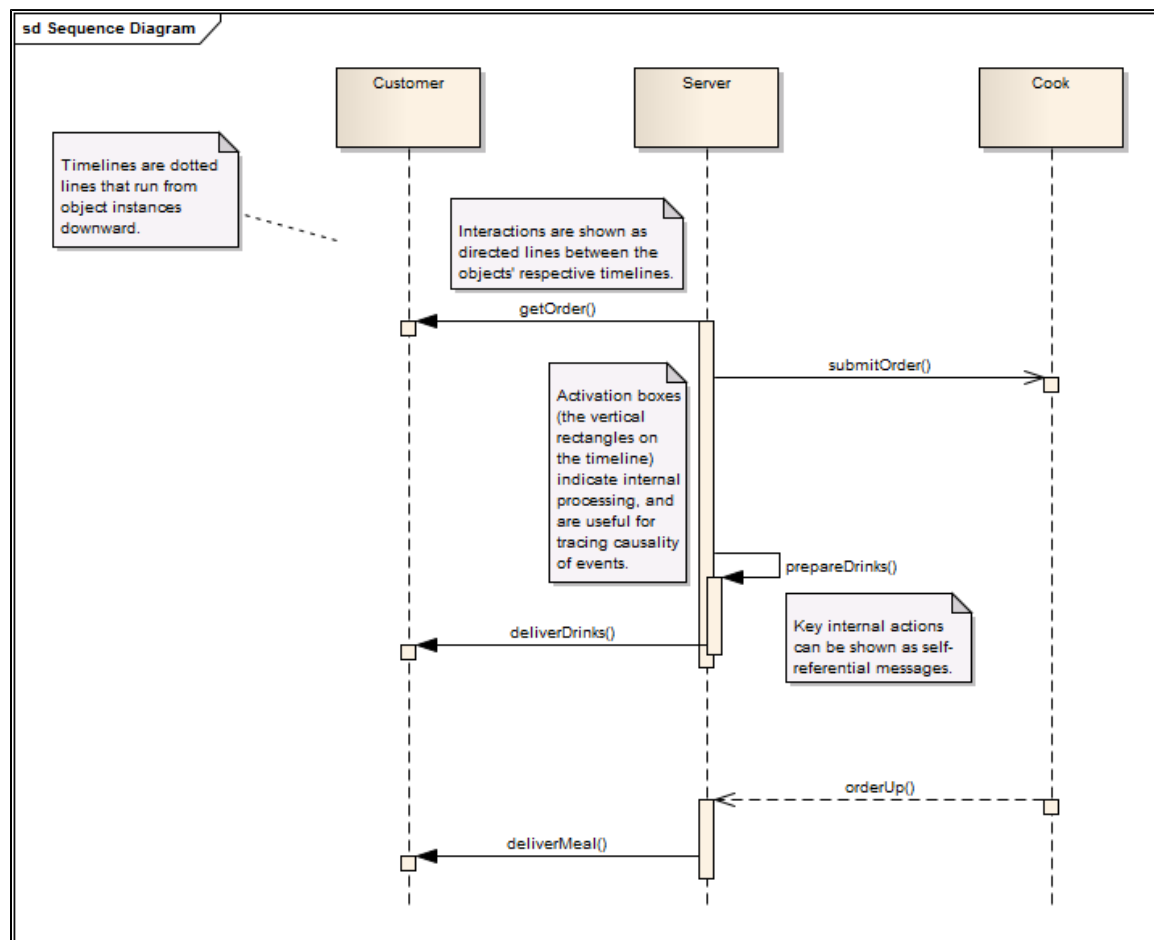 sd Sequence Diagram
Customer
Server
Cook
Timelines are dotted
lines that run from
object instances
downward.
Interactions are shown as
directed lines between the
objects' respective timelines.
getOrder()
submitOrder()
Activation boxes
(the vertical
rectangles on
the timeline)
indicate internal
processing, and
are useful for
tracing causality
of events.
prepareDrinks()
Key internal actions
can be shown as self-
referential messages.
deliverDrinks()
orderUp()
deliverMeal()